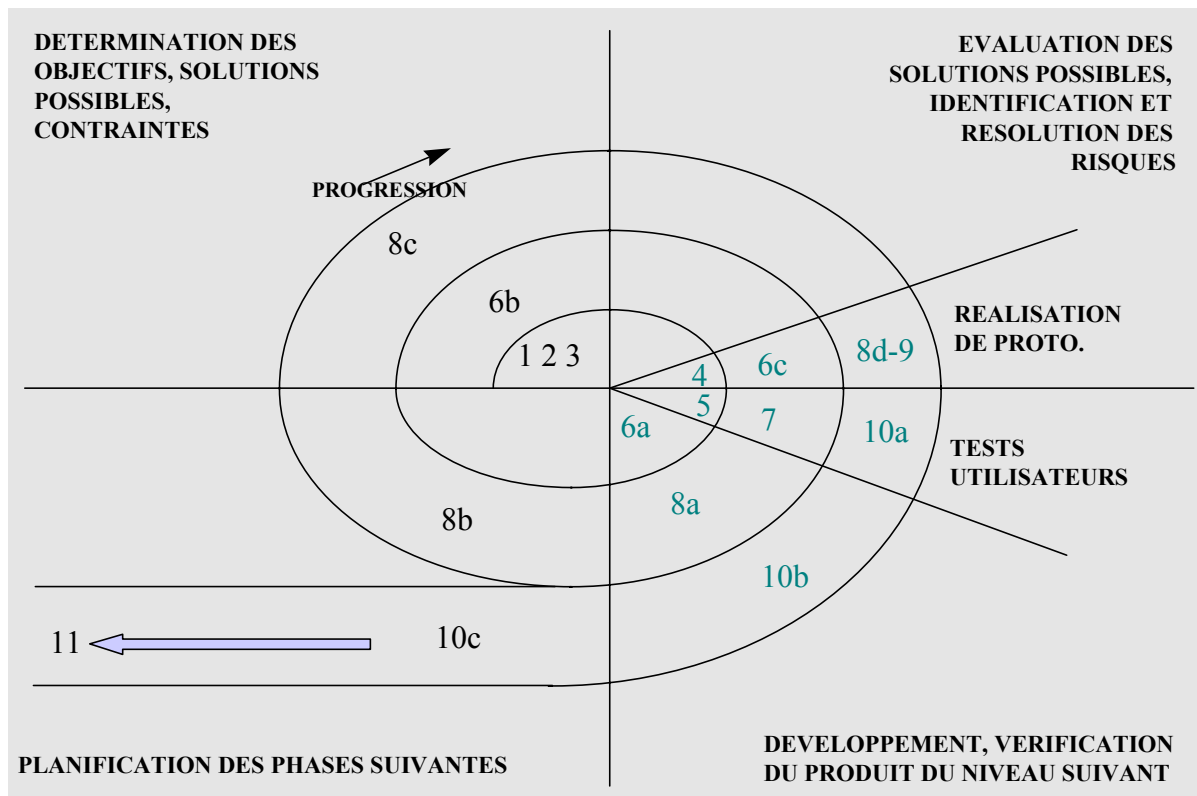 DETERMINATION DES
OBJECTIFS, SOLUTIONS
POSSIBLES,
CONTRAINTES
EVALUATION DES
SOLUTIONS POSSIBLES,
IDENTIFICATION ET
RESOLUTION DES
RISQUES
PROGRESSION
8c
6b
1 2 3
REALISATION
DE PROTO.
8d-9
6c
4
5
7
6a
10a
TESTS
UTILISATEURS
8b
8a
10b
11
10c
PLANIFICATION DES PHASES SUIVANTES
DEVELOPPEMENT, VERIFICATION
DU PRODUIT DU NIVEAU SUIVANT